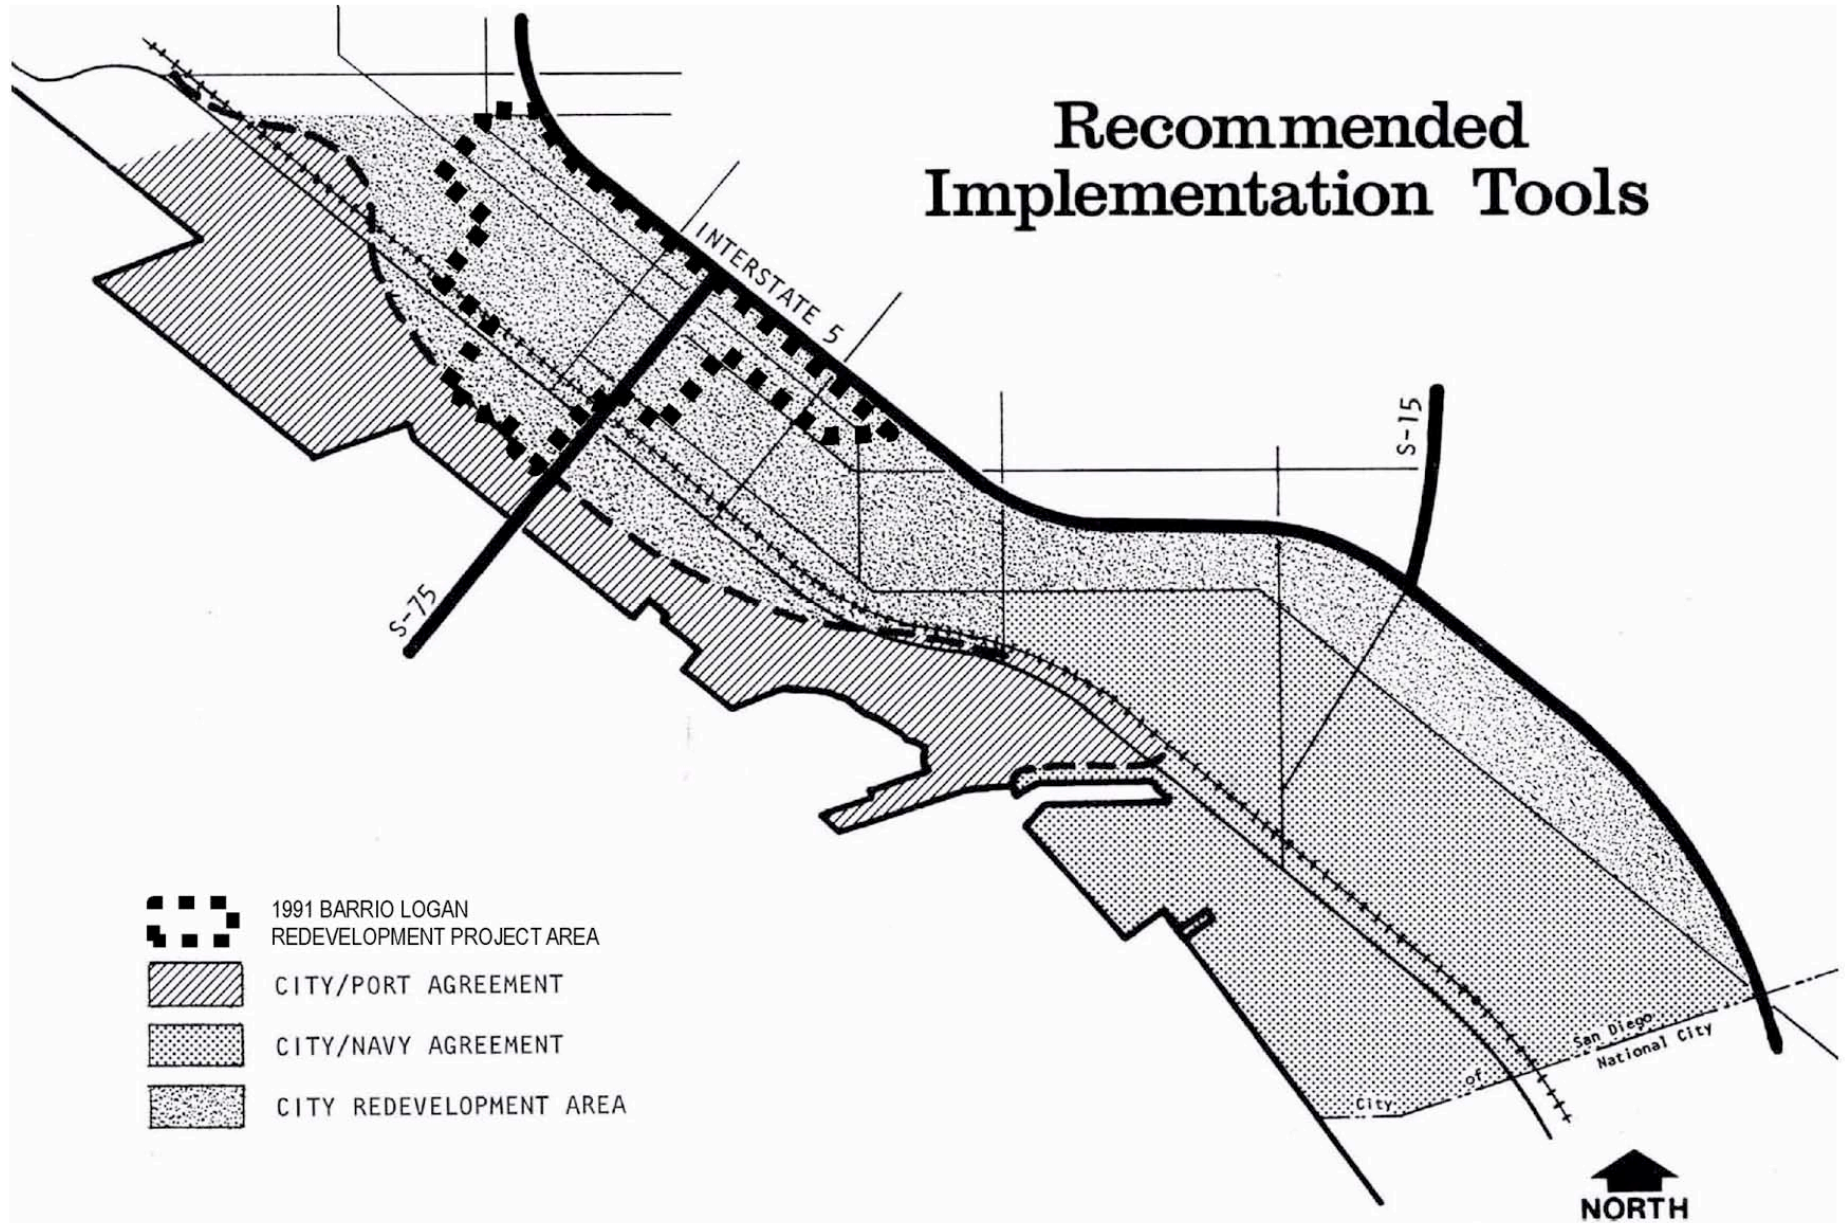 Recommended
Implementation Tools
INTERSTATE 5
S-15
S-75
1991 BARRIO LOGAN
REDEVELOPMENT PROJECT AREA
CITY/PORT AGREEMENT
CITY/NAVY AGREEMENT
CITY REDEVELOPMENT AREA
City of San Diego
National City
NORTH